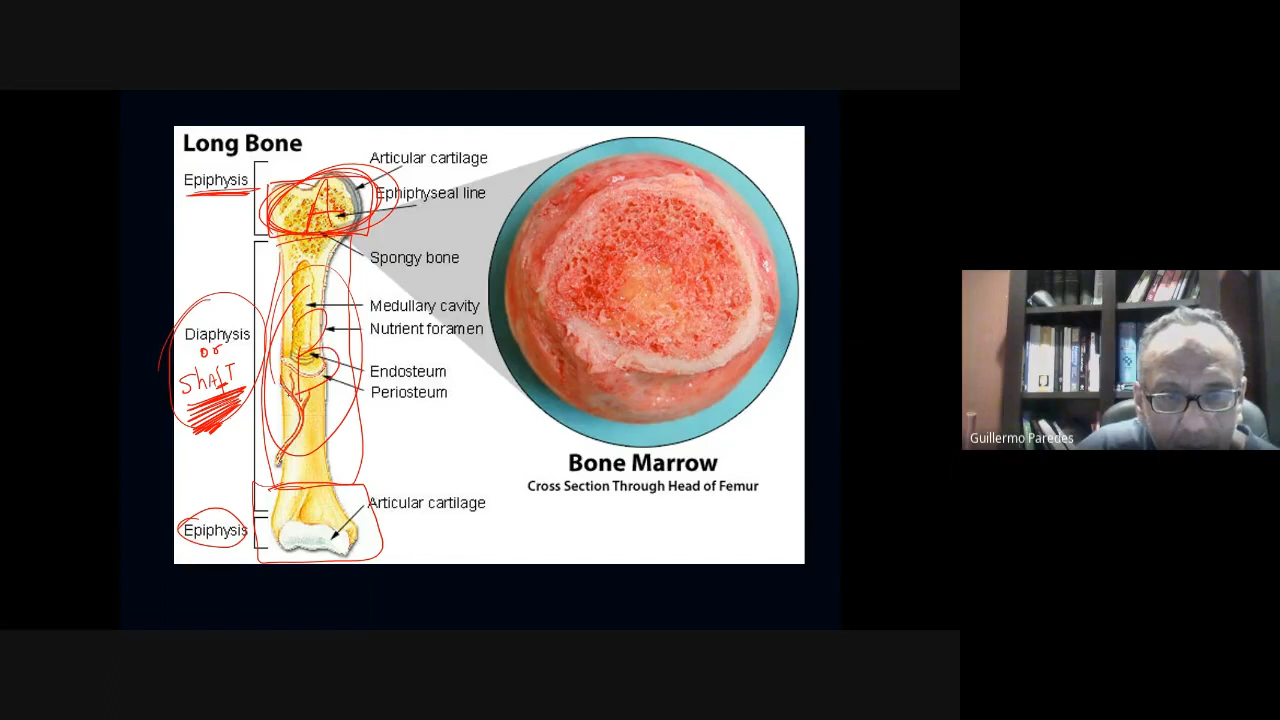 Long Bone
Articular cartilage
Epiphysis
Ephiphyseal line
Spongy bone
Medullary cavity
Nutrient foramen
Diaphysis
or
ShAfT
Endosteum
Periosteum
Bone Marrow
Cross Section Through Head of Femur
Articular cartilage
Epiphysis
Guillermo Paredes